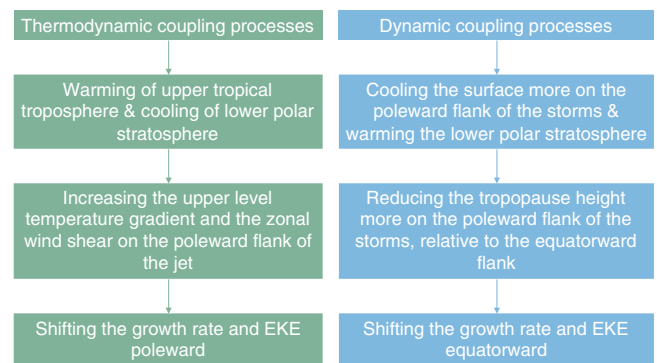 Thermodynamic coupling processes
Warming of upper tropical
troposphere & cooling of lower polar
stratosphere
Increasing the upper level
temperature gradient and the zonal
wind shear on the poleward flank of
the jet
Shifting the growth rate and EKE
poleward
Dynamic coupling processes
Cooling the surface more on the
poleward flank of the storms &
warming the lower polar stratosphere
Reducing the tropopause height
more on the poleward flank of the
storms, relative to the equatorward
flank
Shifting the growth rate and EKE
equatorward